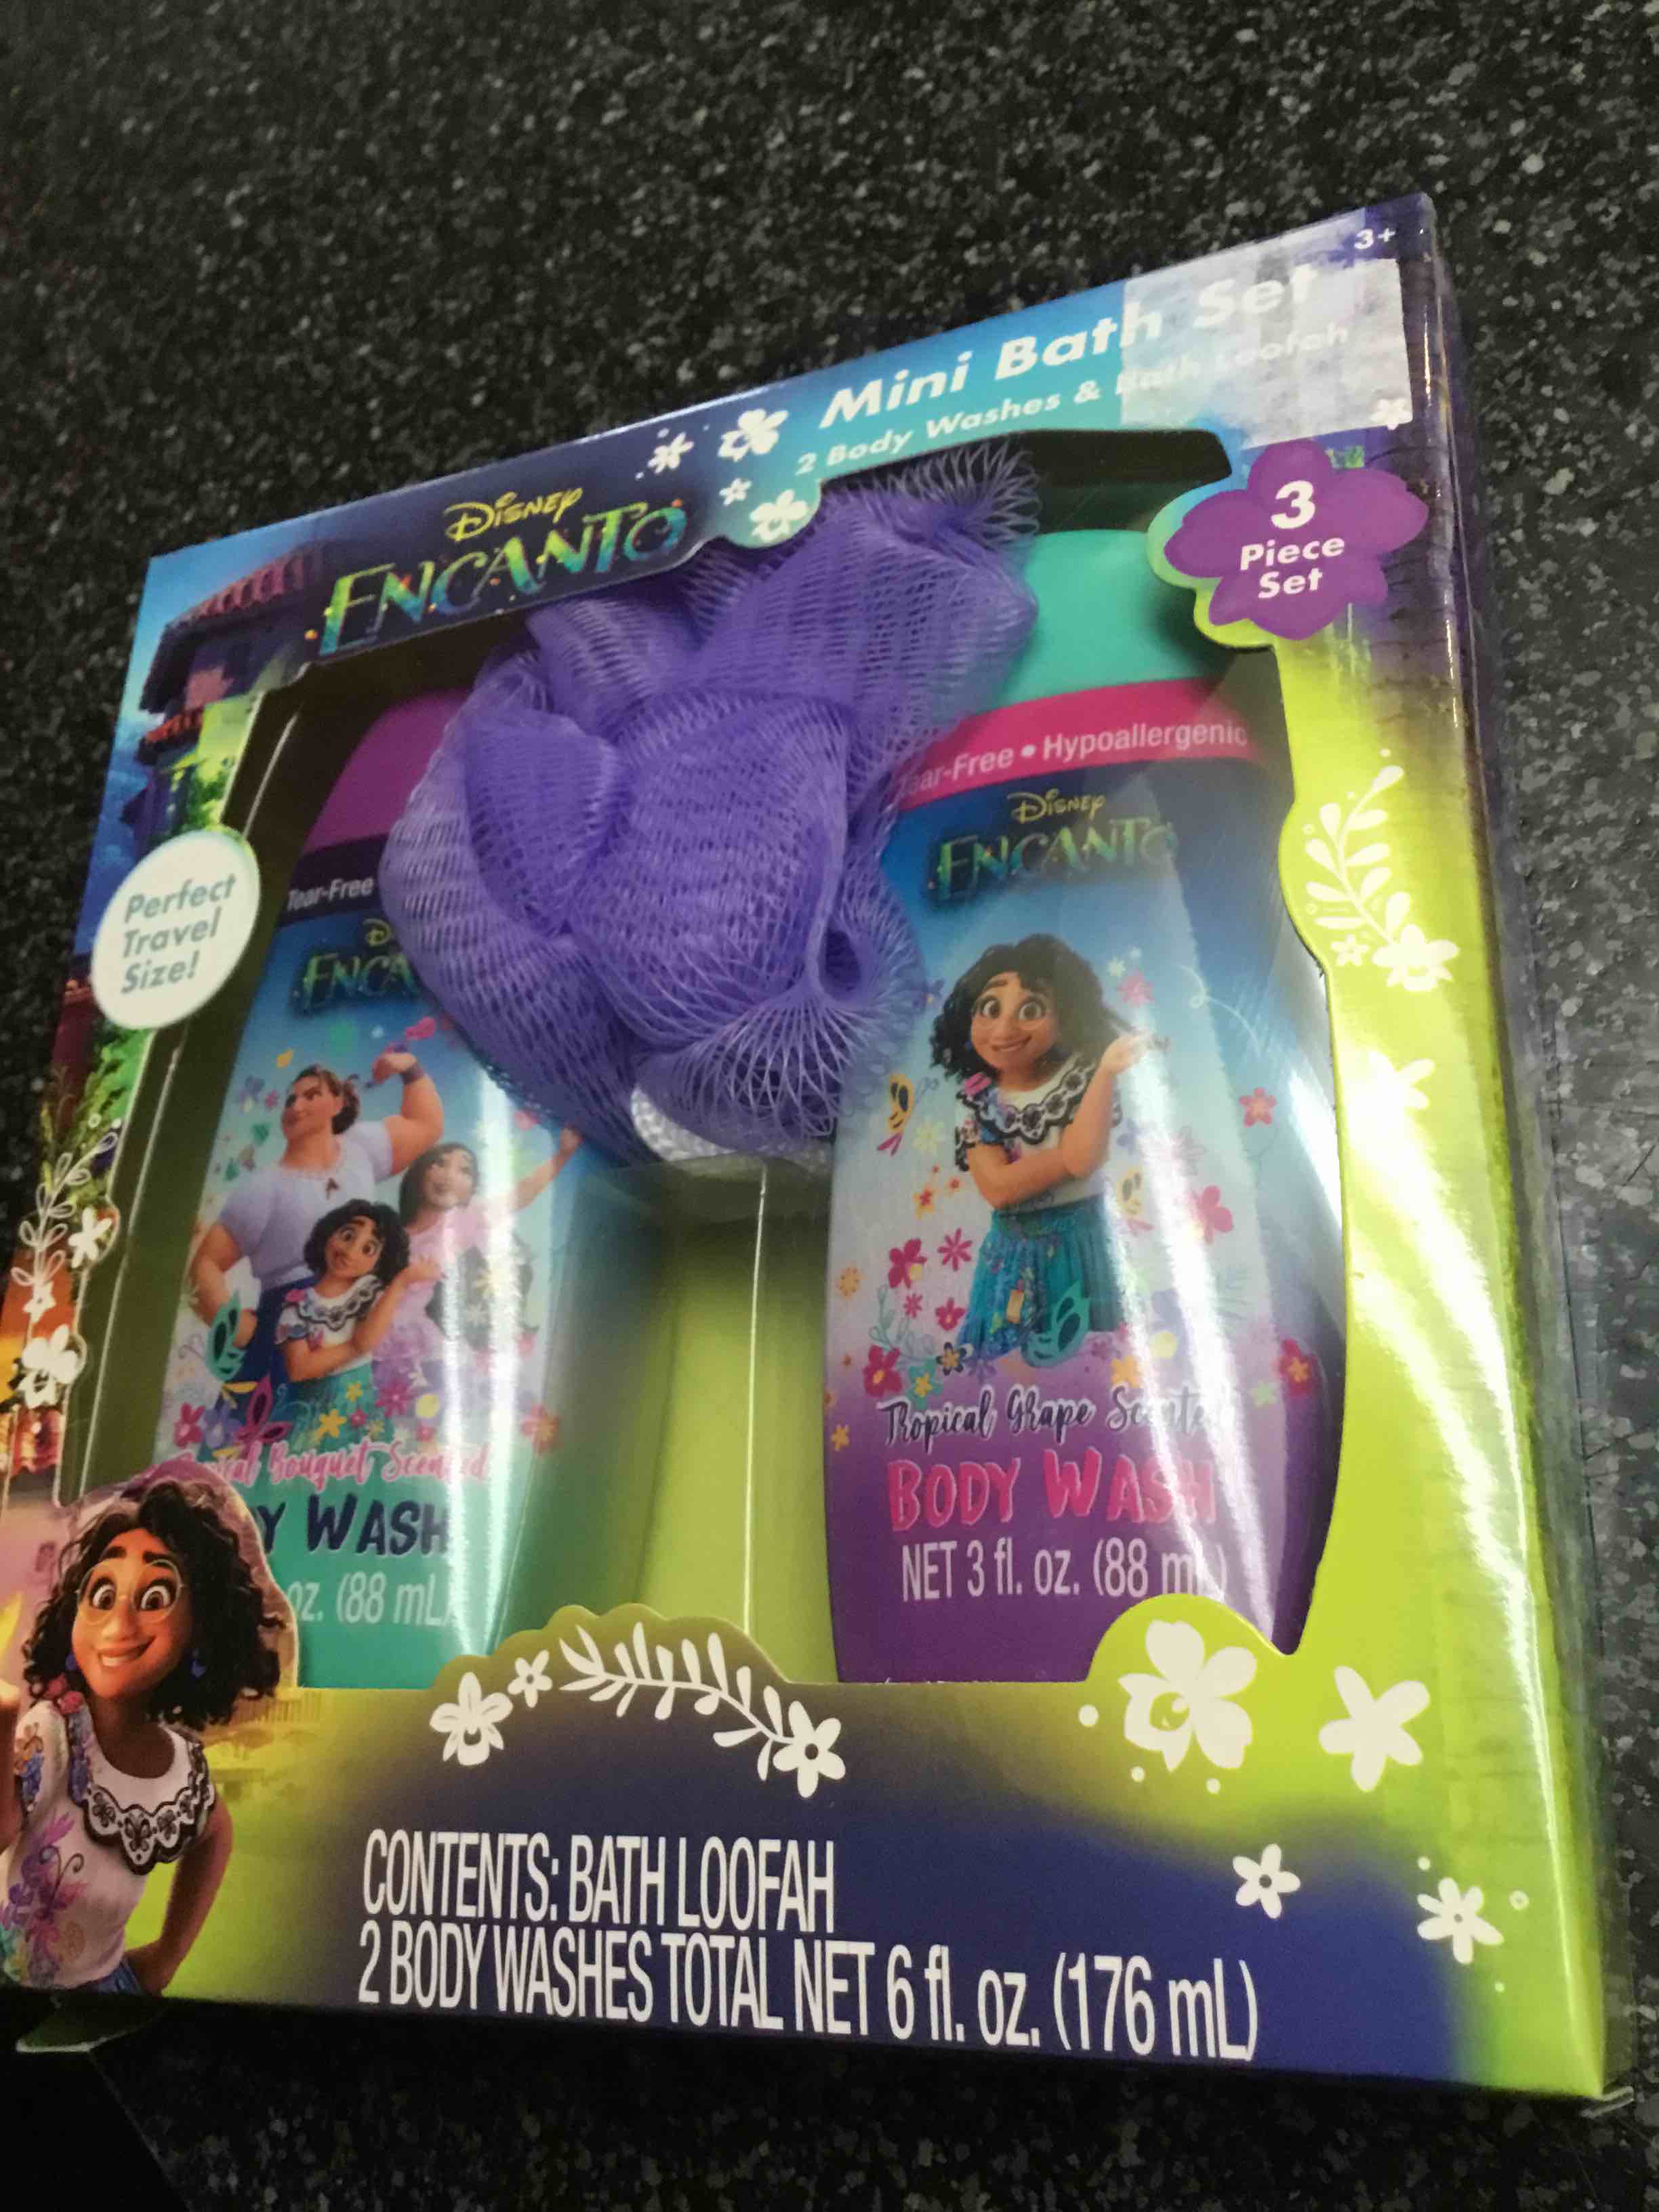 3+
Mini Bath Set
2 Body Washes & Bath Loofah
DISNEY
ENCANTO
3
Piece
Set
Perfect
Travel
Size!
Tear-Free
Bouquet Scented
WASH
oz. (88 mL)
Tear-Free • Hypoallergenic
DISNEY
ENCANTO
Tropical Grape Scented
BODY WASH
NET 3 fl. oz. (88 mL)
CONTENTS: BATH LOOFAH
2 BODY WASHES TOTAL NET 6 fl. oz. (176 mL)